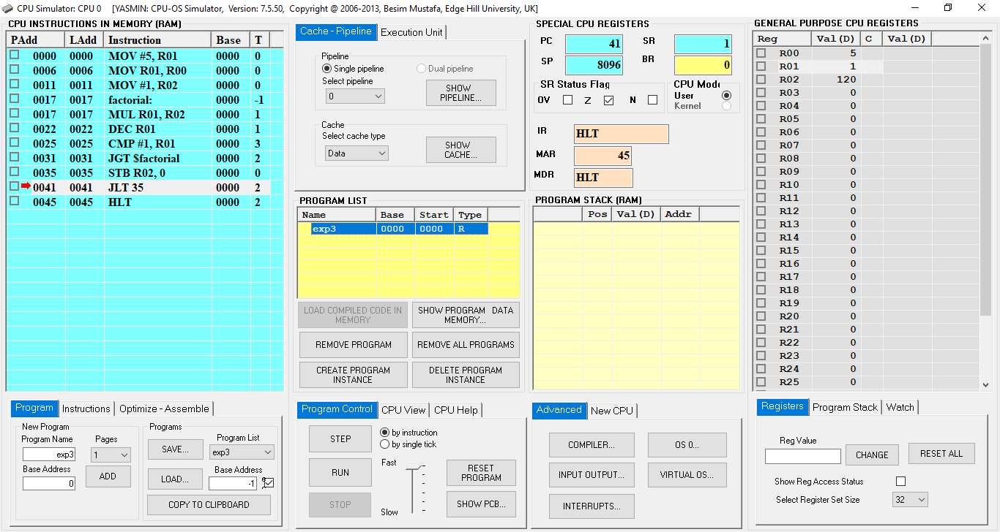 CPU Simulator: CPU 0 [YASMIN: CPU-OS Simulator, Version: 7.5.50, Copyright @ 2006-2013, Besim Mustafa, Edge Hill University, UK]
CPU INSTRUCTIONS IN MEMORY (RAM)
PAdd LAdd Instruction Base T
0000 0000 MOV #5, R01 0000 0
0006 0006 MOV R01, R00 0000 0
0011 0011 MOV #1, R02 0000 0
0017 0017 factorial: 0000 -1
0017 0017 MUL R01, R02 0000 1
0022 0022 DEC R01 0000 1
0025 0025 CMP #1, R01 0000 3
0031 0031 JGT $factorial 0000 2
0035 0035 STB R02, 0 0000 0
0041 0041 JLT 35 0000 2
0045 0045 HLT 0000 2
Cache - Pipeline Execution Unit
Pipeline
Single pipeline Dual pipeline
Select pipeline
0
SHOW
PIPELINE...
Cache
Select cache type
Data
SHOW
CACHE...
SPECIAL CPU REGISTERS
PC 41 SR 1
SP 8096 BR 0
SR Status Flag
OV Z N
CPU Mod
User
Kernel
IR HLT
MAR 45
MDR HLT
GENERAL PURPOSE CPU REGISTERS
Reg Val(D) C Val(D)
R00 5
R01 1
R02 120
R03 0
R04 0
R05 0
R06 0
R07 0
R08 0
R09 0
R10 0
R11 0
R12 0
R13 0
R14 0
R15 0
R16 0
R17 0
R18 0
R19 0
R20 0
R21 0
R22 0
R23 0
R24 0
R25 0
PROGRAM LIST
Name Base Start Type
exp3 0000 0000 R
LOAD COMPILED CODE IN
MEMORY
SHOW PROGRAM DATA
MEMORY...
REMOVE PROGRAM
REMOVE ALL PROGRAMS
CREATE PROGRAM
INSTANCE
DELETE PROGRAM
INSTANCE
PROGRAM STACK (RAM)
Pos Val(D) Addr
Program Instructions Optimize - Assemble
New Program
Program Name Pages
exp3 1
Base Address
0
ADD
Programs
SAVE...
Program List
exp3
LOAD...
Base Address
-1
COPY TO CLIPBOARD
Program Control CPU View CPU Help
STEP
by instruction
by single tick
RUN
STOP
Fast
Slow
RESET
PROGRAM
SHOW PCB...
Advanced New CPU
COMPILER... OS 0...
INPUT OUTPUT... VIRTUAL OS...
INTERRUPTS...
Registers Program Stack Watch
Reg Value
CHANGE
RESET ALL
Show Reg Access Status
Select Register Set Size 32